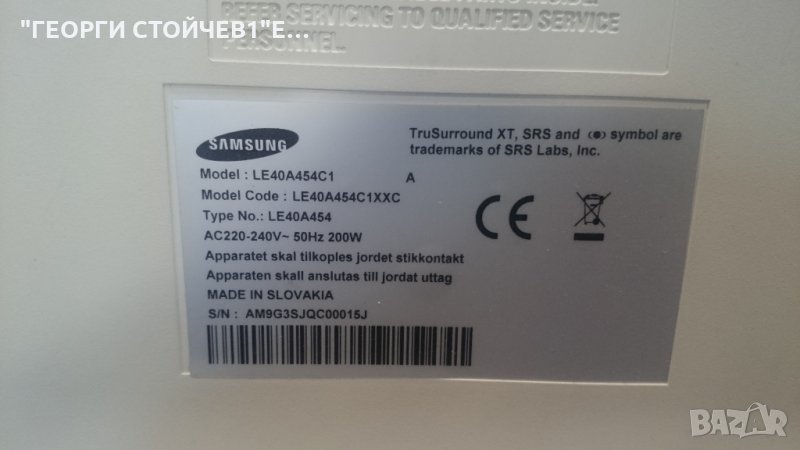 "ГЕОРГИ СТОЙЧЕВ1"Е...
REFER SERVICING TO QUALIFIED SERVICE
PERSONNEL.
SAMSUNG
TruSurround XT, SRS and (●) symbol are
trademarks of SRS Labs, Inc.
Model : LE40A454C1 A
Model Code : LE40A454C1XXC
Type No.: LE40A454
AC220-240V~ 50Hz 200W
Apparatet skal tilkoples jordet stikkontakt
Apparaten skall anslutas till jordat uttag
MADE IN SLOVAKIA
S/N : AM9G3SJQC00015J
CE
BAZAR